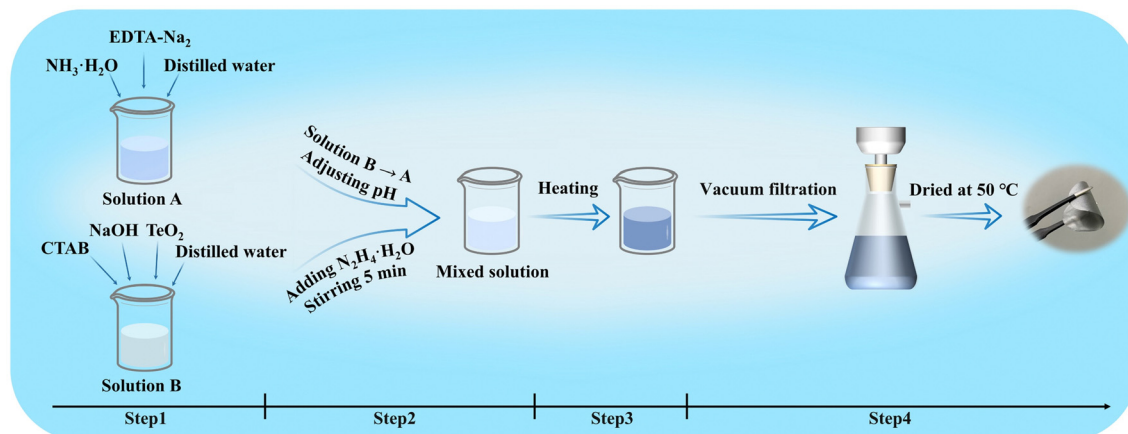 EDTA-Na₂
NH₃·H₂O
Distilled water
Solution A
NaOH
TeO₂
CTAB
Distilled water
Solution B
Solution B → A
Adjusting pH
Adding N₂H₄·H₂O
Stirring 5 min
Mixed solution
Heating
Vacuum filtration
Dried at 50 °C
Step1
Step2
Step3
Step4